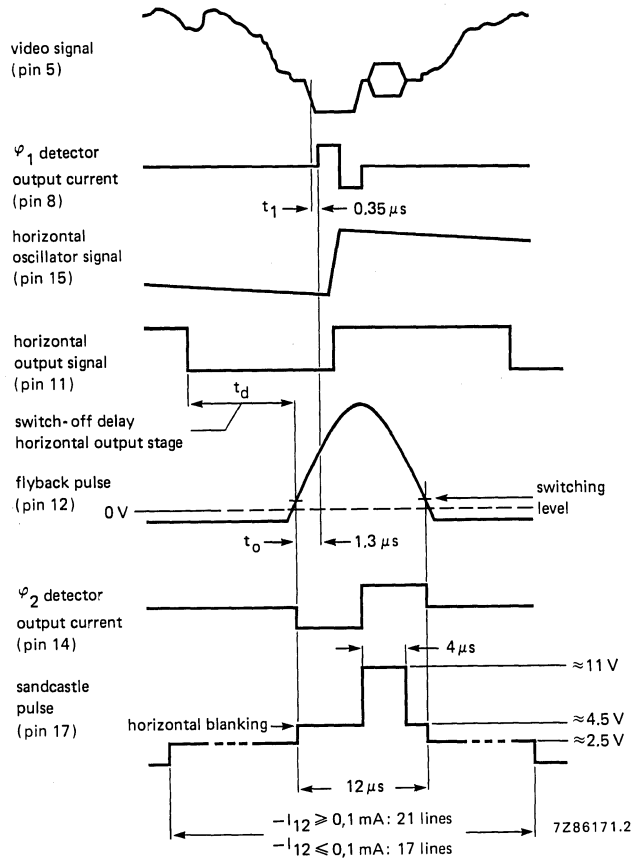 video signal
(pin 5)
φ1 detector
output current
(pin 8)
t1
0,35 μs
horizontal
oscillator signal
(pin 15)
horizontal
output signal
(pin 11)
td
switch-off delay
horizontal output stage
flyback pulse
(pin 12)
0 V
switching
level
to
1,3 μs
φ2 detector
output current
(pin 14)
4 μs
≈11 V
sandcastle
pulse
(pin 17)
horizontal blanking
≈4.5 V
≈2.5 V
12 μs
−I12 ⩾ 0,1 mA: 21 lines
−I12 ⩽ 0,1 mA: 17 lines
7Z86171.2